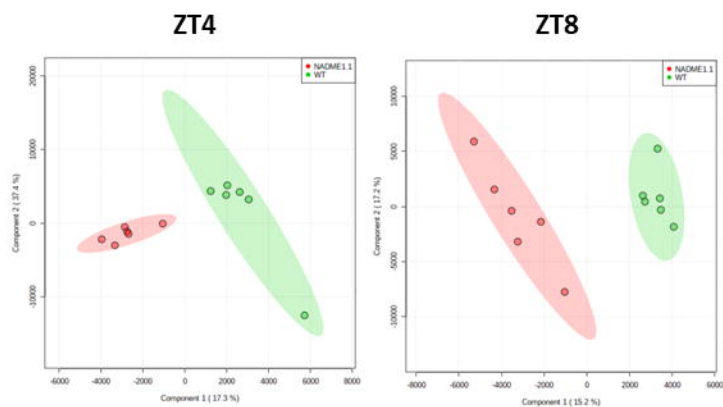 ZT4
ZT8
NADME1.1
WT
Component 2 ( 37.4 %)
20000
10000
0
-10000
-6000 -4000 -2000 0 2000 4000 6000 8000
Component 1 ( 17.3 %)
NADME1.1
WT
Component 2 ( 17.2 %)
10000
5000
0
-5000
-10000
-8000 -6000 -4000 -2000 0 2000 4000 6000
Component 1 ( 15.2 %)